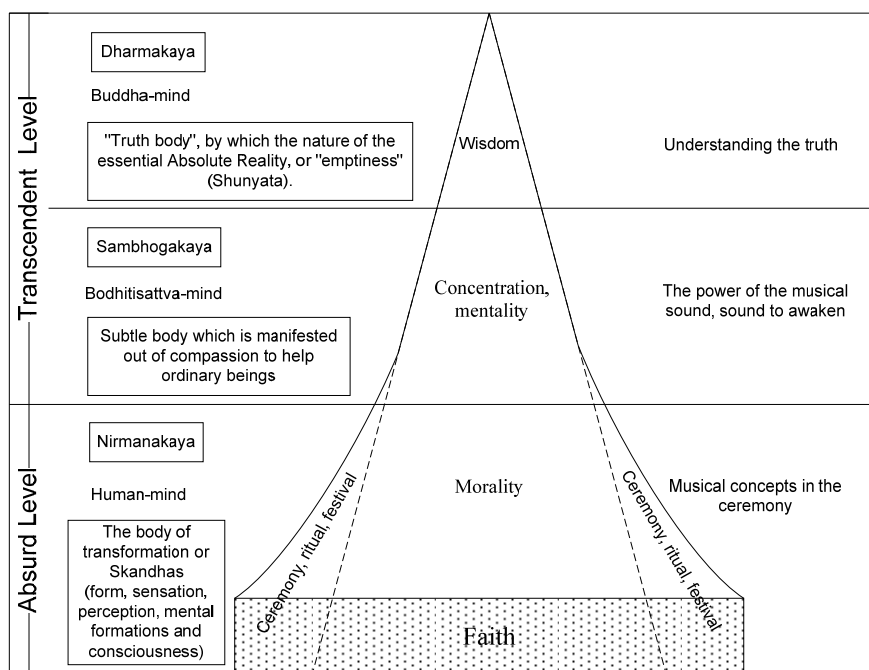 Transcendent Level
Dharmakaya
Buddha-mind
"Truth body", by which the nature of the
essential Absolute Reality, or "emptiness"
(Shunyata).
Wisdom
Understanding the truth
Sambhogakaya
Bodhitisattva-mind
Subtle body which is manifested
out of compassion to help
ordinary beings
Concentration,
mentality
The power of the musical
sound, sound to awaken
Absurd Level
Nirmanakaya
Human-mind
The body of
transformation or
Skandhas
(form, sensation,
perception, mental
formations and
consciousness)
Ceremony, ritual, festival
Morality
Ceremony, ritual, festival
Musical concepts in the
ceremony
Faith